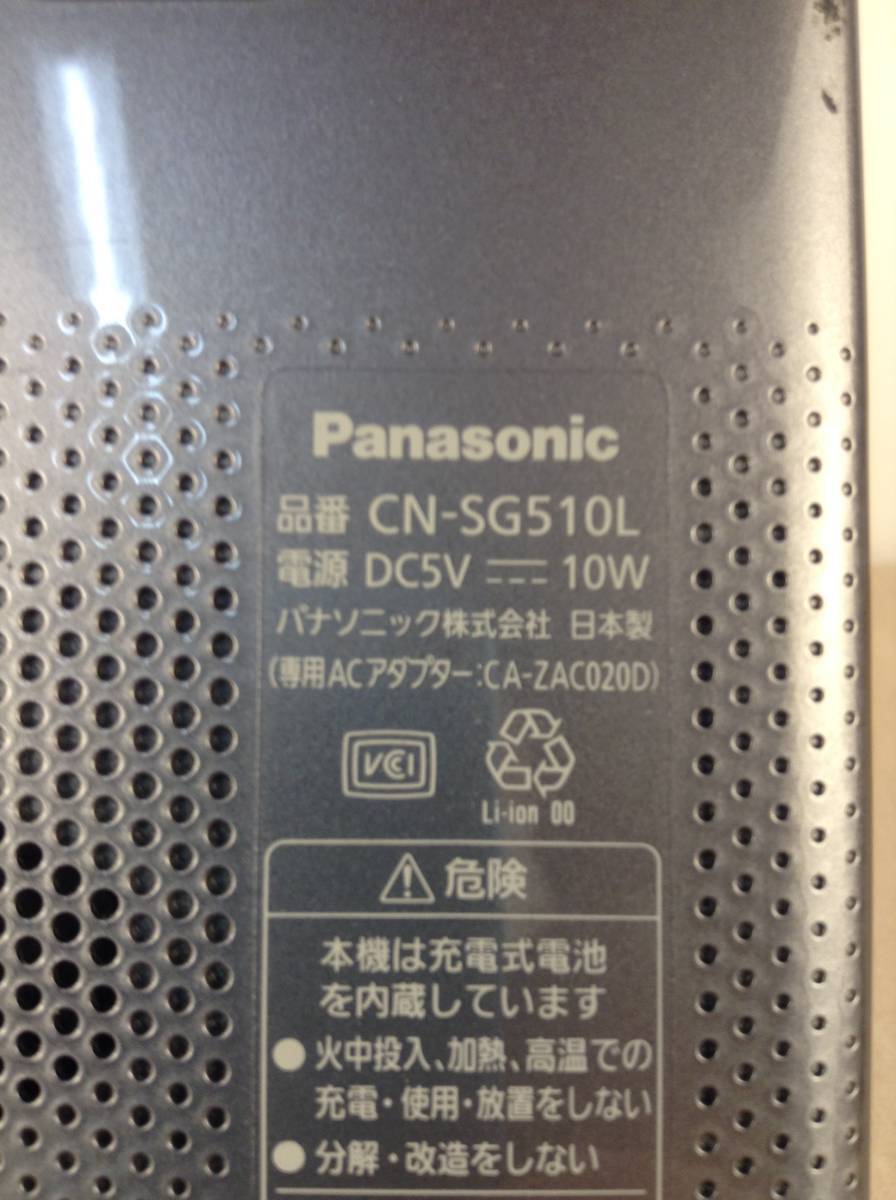 Panasonic
品番 CN-SG510L
電源 DC5V ⎓ 10W
パナソニック株式会社 日本製
(専用ACアダプター:CA-ZAC020D)
VCCI
Li-ion 00
危険
本機は充電式電池
を内蔵しています
●火中投入、加熱、高温での
充電・使用・放置をしない
●分解・改造をしない